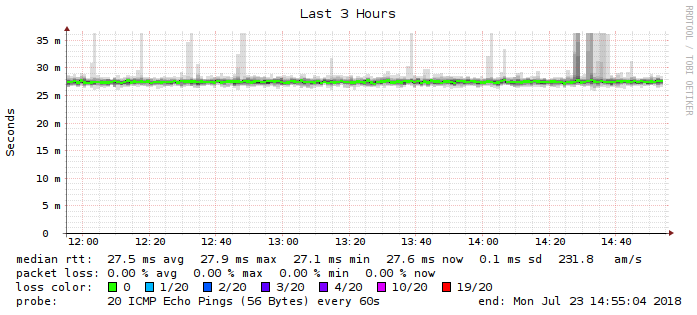 Last 3 Hours
RRDTOOL / TOBI OETIKER
Seconds
35 m
30 m
25 m
20 m
15 m
10 m
5 m
0
12:00 12:20 12:40 13:00 13:20 13:40 14:00 14:20 14:40
median rtt: 27.5 ms avg 27.9 ms max 27.1 ms min 27.6 ms now 0.1 ms sd 231.8 am/s
packet loss: 0.00 % avg 0.00 % max 0.00 % min 0.00 % now
loss color: 0 1/20 2/20 3/20 4/20 10/20 19/20
probe: 20 ICMP Echo Pings (56 Bytes) every 60s end: Mon Jul 23 14:55:04 2018